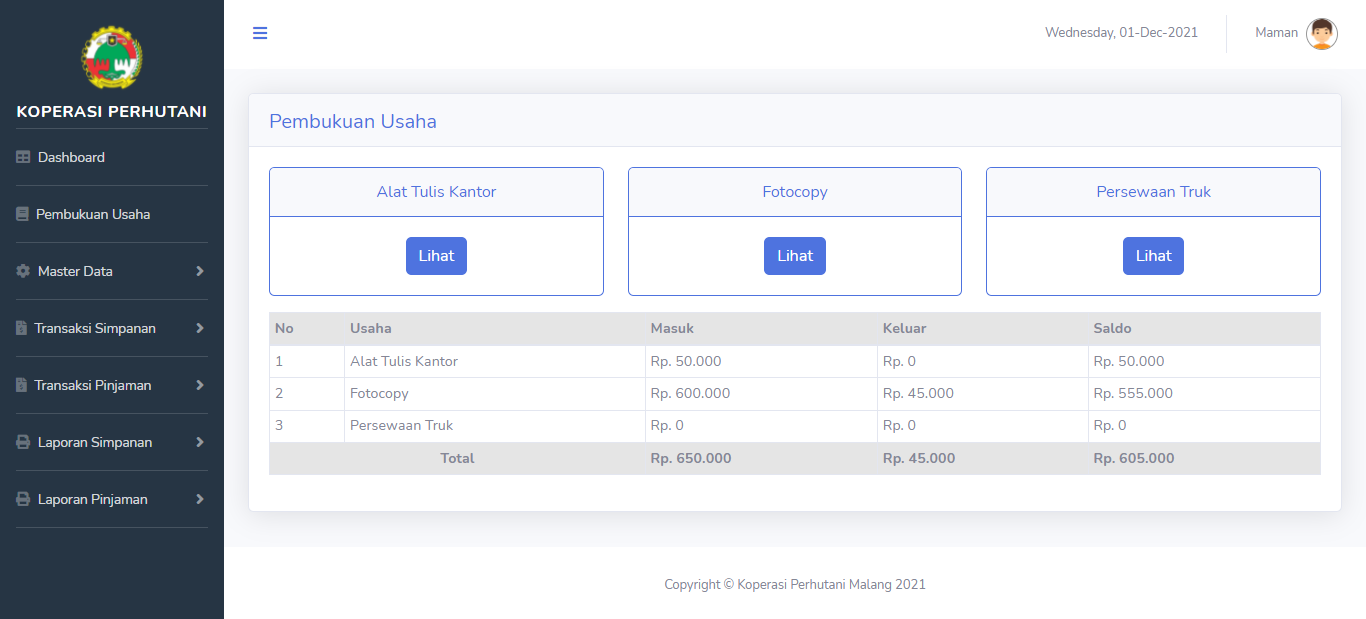 KOPERASI PERHUTANI
Dashboard
Pembukuan Usaha
Master Data
Transaksi Simpanan
Transaksi Pinjaman
Laporan Simpanan
Laporan Pinjaman
Wednesday, 01-Dec-2021 Maman
Pembukuan Usaha
Alat Tulis Kantor Fotocopy Persewaan Truk
Lihat Lihat Lihat
No Usaha Masuk Keluar Saldo
1 Alat Tulis Kantor Rp. 50.000 Rp. 0 Rp. 50.000
2 Fotocopy Rp. 600.000 Rp. 45.000 Rp. 555.000
3 Persewaan Truk Rp. 0 Rp. 0 Rp. 0
Total Rp. 650.000 Rp. 45.000 Rp. 605.000
Copyright © Koperasi Perhutani Malang 2021